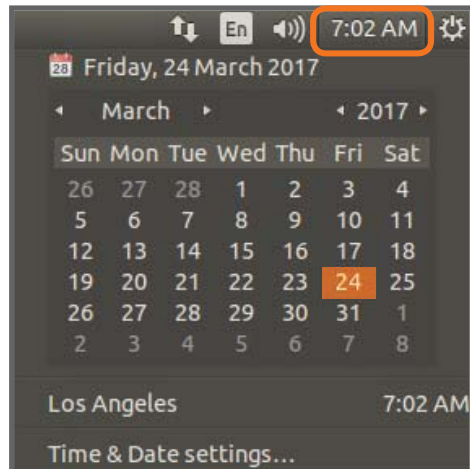 En 7:02 AM
28 Friday, 24 March 2017
March 2017
Sun Mon Tue Wed Thu Fri Sat
26 27 28 1 2 3 4
5 6 7 8 9 10 11
12 13 14 15 16 17 18
19 20 21 22 23 24 25
26 27 28 29 30 31 1
2 3 4 5 6 7 8
Los Angeles 7:02 AM
Time & Date settings...